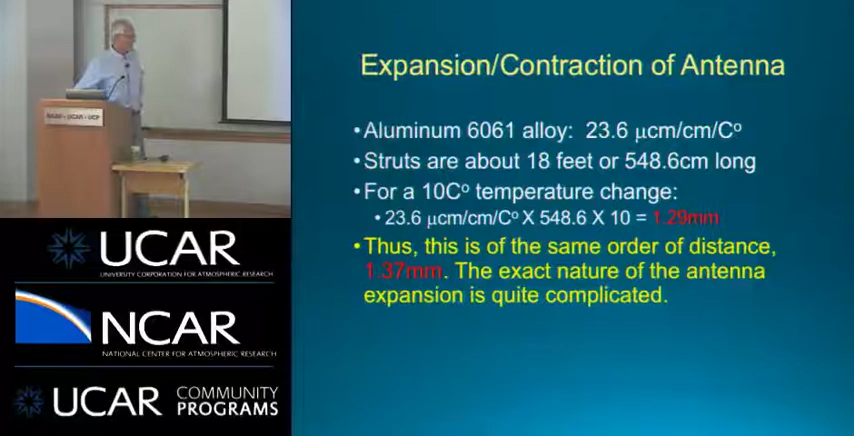 Expansion/Contraction of Antenna
• Aluminum 6061 alloy: 23.6 µcm/cm/Cº
• Struts are about 18 feet or 548.6cm long
• For a 10Cº temperature change:
• 23.6 µcm/cm/Cº X 548.6 X 10 = 1.29mm
• Thus, this is of the same order of distance,
1.37mm. The exact nature of the antenna
expansion is quite complicated.
UCAR
UNIVERSITY CORPORATION FOR ATMOSPHERIC RESEARCH
NCAR
NATIONAL CENTER FOR ATMOSPHERIC RESEARCH
UCAR COMMUNITY
PROGRAMS